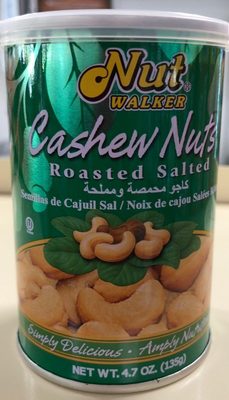 Nut
WALKER
Cashew Nuts
Roasted Salted
كاجو محمصة ومملحة
Semillas de Cajuil Sal / Noix de cajou Salées
Simply Delicious • Amply
NET WT. 4.7 OZ. (135g)